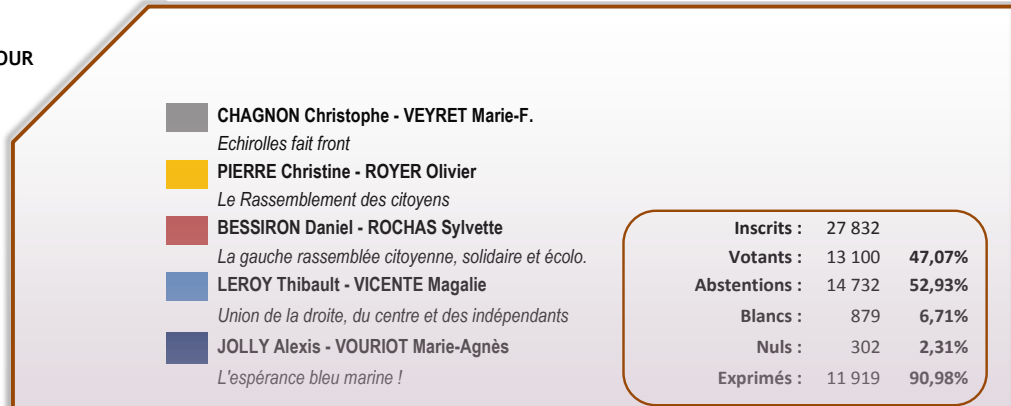 OUR
CHAGNON Christophe - VEYRET Marie-F.
Echirolles fait front
PIERRE Christine - ROYER Olivier
Le Rassemblement des citoyens
BESSIRON Daniel - ROCHAS Sylvette
La gauche rassemblée citoyenne, solidaire et écolo.
LEROY Thibault - VICENTE Magalie
Union de la droite, du centre et des indépendants
JOLLY Alexis - VOURIOT Marie-Agnès
L'espérance bleu marine !
Inscrits : 27 832
Votants : 13 100 47,07%
Abstentions : 14 732 52,93%
Blancs : 879 6,71%
Nuls : 302 2,31%
Exprimés : 11 919 90,98%